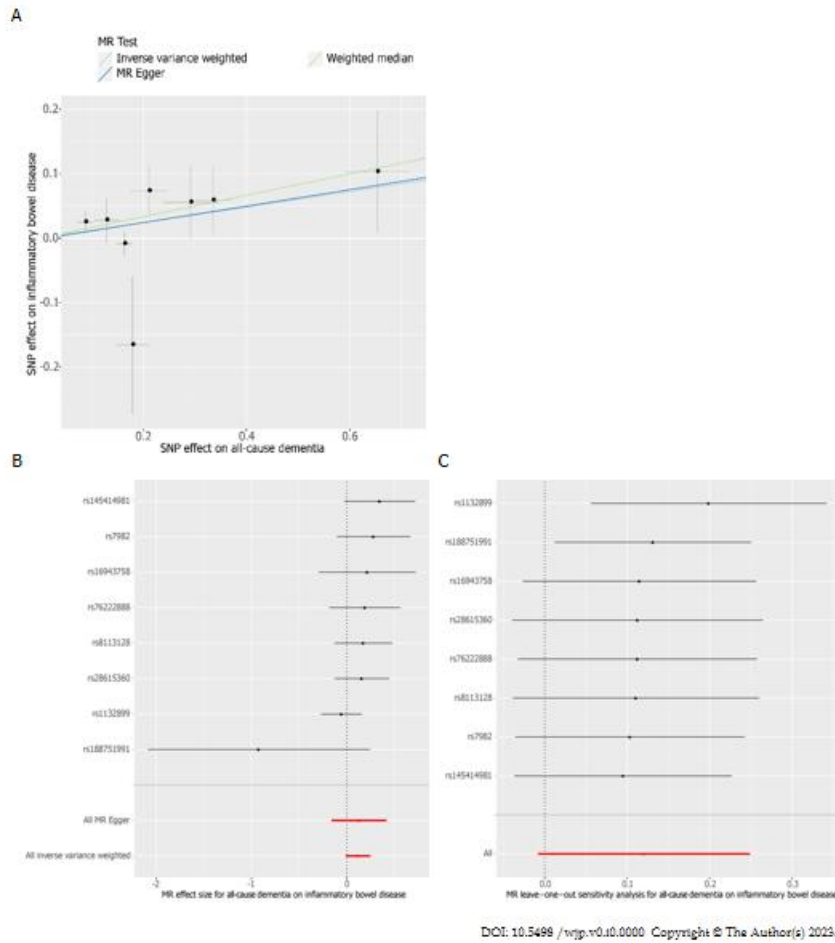 A
MR Test
Inverse variance weighted
Weighted median
MR Egger
0.2
0.1
0.0
-0.1
-0.2
SNP effect on inflammatory bowel disease
0.2
0.4
0.6
SNP effect on all-cause dementia
B
rs145414981
rs7982
rs16943758
rs76222888
rs8113128
rs28615360
rs1132899
rs188751991
All MR Egger
All inverse variance weighted
-2
-1
0
MR effect size for all-cause dementia on inflammatory bowel disease
C
rs1132899
rs188751991
rs16943758
rs28615360
rs76222888
rs8113128
rs7982
rs145414981
All
0.0
0.1
0.2
0.3
MR leave-one-out sensitivity analysis for all-cause dementia on inflammatory bowel disease
DOI: 10.5498 /wjp.v0.i0.0000 Copyright © The Author(s) 2023